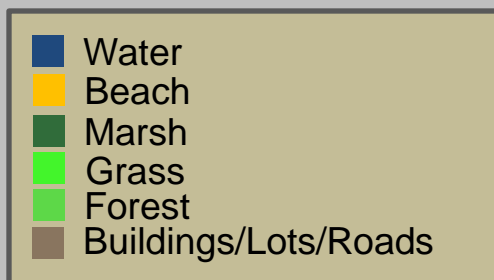 Water
Beach
Marsh
Grass
Forest
Buildings/Lots/Roads